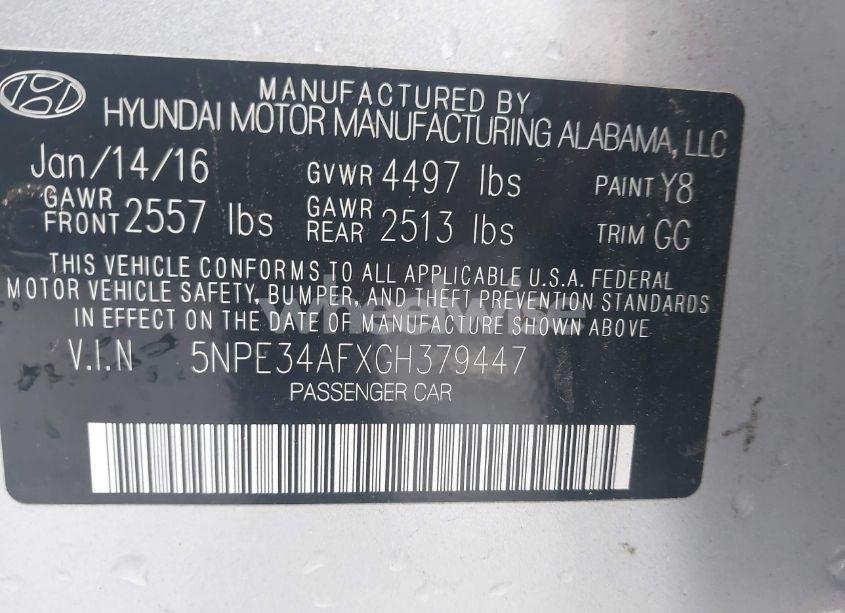 MANUFACTURED BY
HYUNDAI MOTOR MANUFACTURING ALABAMA, LLC
Jan/14/16 GVWR 4497 lbs PAINT Y8
GAWR FRONT 2557 lbs GAWR REAR 2513 lbs TRIM GG
THIS VEHICLE CONFORMS TO ALL APPLICABLE U.S.A. FEDERAL
MOTOR VEHICLE SAFETY, BUMPER, AND THEFT PREVENTION STANDARDS
IN EFFECT ON THE DATE OF MANUFACTURE SHOWN ABOVE
wheelwise
V.I.N 5NPE34AFXGH379447
PASSENGER CAR